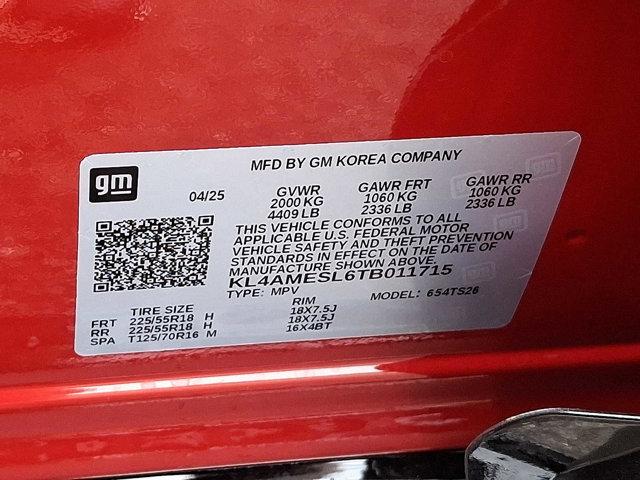 MFD BY GM KOREA COMPANY
gm
04/25 GVWR GAWR FRT GAWR RR
2000 KG 1060 KG 1060 KG
4409 LB 2336 LB 2336 LB
THIS VEHICLE CONFORMS TO ALL
APPLICABLE U.S. FEDERAL MOTOR
VEHICLE SAFETY AND THEFT PREVENTION
STANDARDS IN EFFECT ON THE DATE OF
MANUFACTURE SHOWN ABOVE.
KL4AMESL6TB011715
TYPE: MPV MODEL: 654TS26
TIRE SIZE RIM
FRT 225/55R18 H 18X7.5J
RR 225/55R18 H 18X7.5J
SPA T125/70R16 M 16X4BT